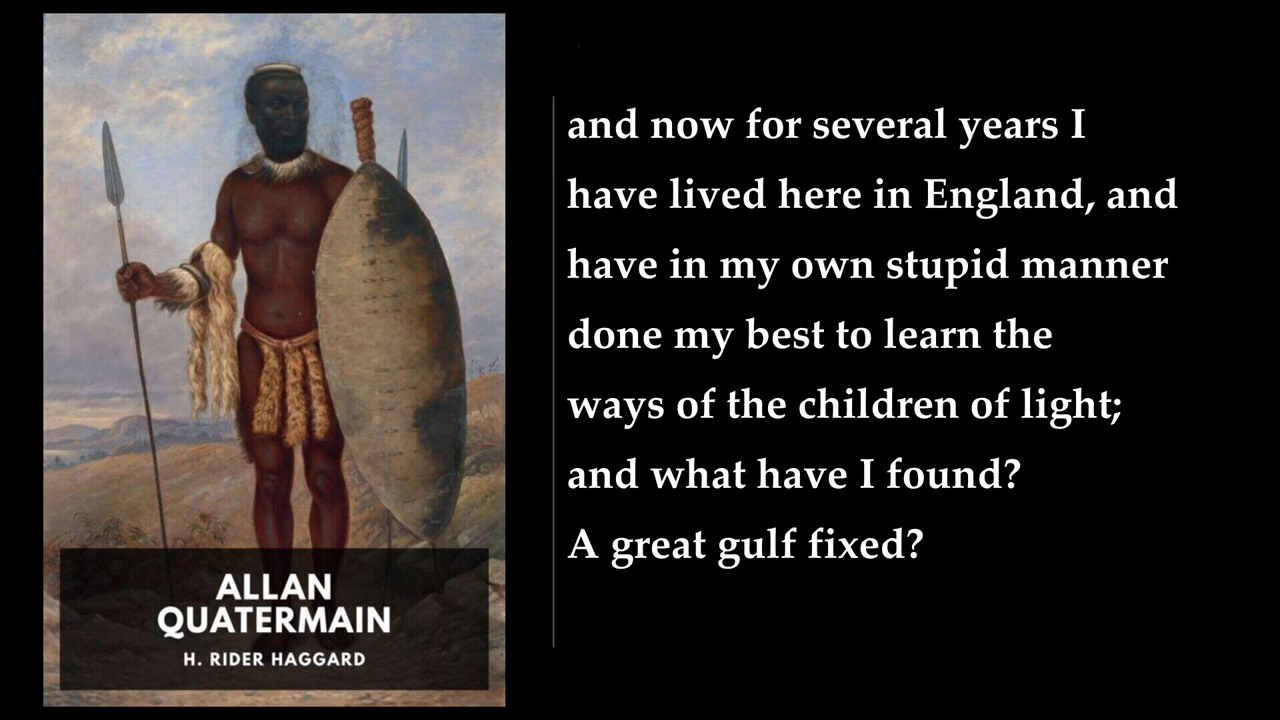 ALLAN
QUATERMAIN
H. RIDER HAGGARD
and now for several years I
have lived here in England, and
have in my own stupid manner
done my best to learn the
ways of the children of light;
and what have I found?
A great gulf fixed?